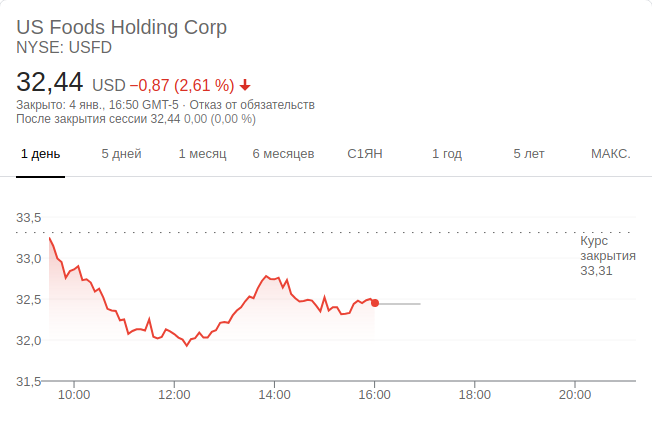 US Foods Holding Corp
NYSE: USFD
32,44 USD −0,87 (2,61 %)
Закрыто: 4 янв., 16:50 GMT-5 · Отказ от обязательств
После закрытия сессии 32,44 0,00 (0,00 %)
1 день 5 дней 1 месяц 6 месяцев С1ЯН 1 год 5 лет МАКС.
33,5
Курс
закрытия
33,31
33,0
32,5
32,0
31,5
10:00 12:00 14:00 16:00 18:00 20:00